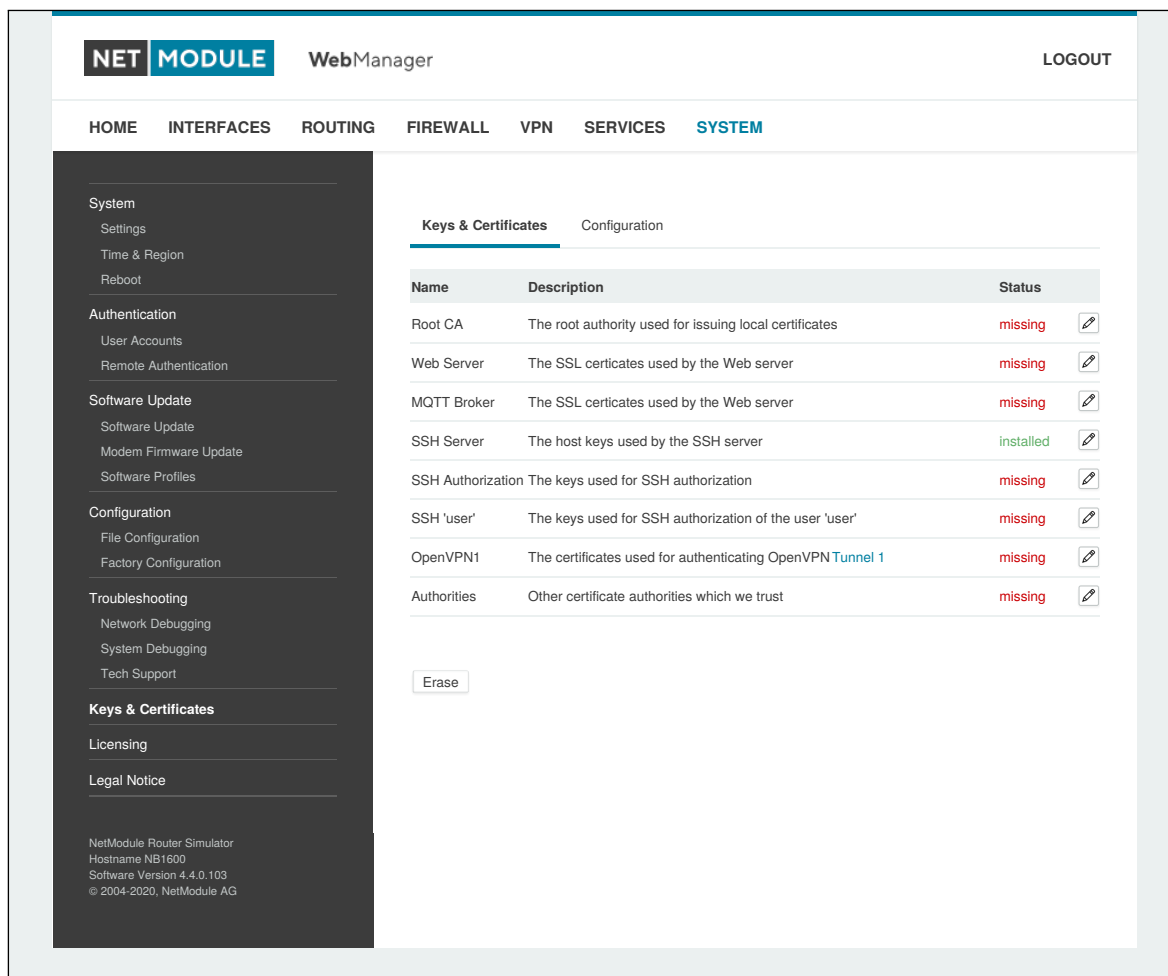 NET MODULE WebManager LOGOUT
HOME INTERFACES ROUTING FIREWALL VPN SERVICES SYSTEM
System
Settings
Time & Region
Reboot
Authentication
User Accounts
Remote Authentication
Software Update
Software Update
Modem Firmware Update
Software Profiles
Configuration
File Configuration
Factory Configuration
Troubleshooting
Network Debugging
System Debugging
Tech Support
Keys & Certificates
Licensing
Legal Notice
NetModule Router Simulator
Hostname NB1600
Software Version 4.4.0.103
© 2004-2020, NetModule AG
Keys & Certificates Configuration
Name Description Status
Root CA The root authority used for issuing local certificates missing
Web Server The SSL certicates used by the Web server missing
MQTT Broker The SSL certicates used by the Web server missing
SSH Server The host keys used by the SSH server installed
SSH Authorization The keys used for SSH authorization missing
SSH 'user' The keys used for SSH authorization of the user 'user' missing
OpenVPN1 The certificates used for authenticating OpenVPN Tunnel 1 missing
Authorities Other certificate authorities which we trust missing
Erase